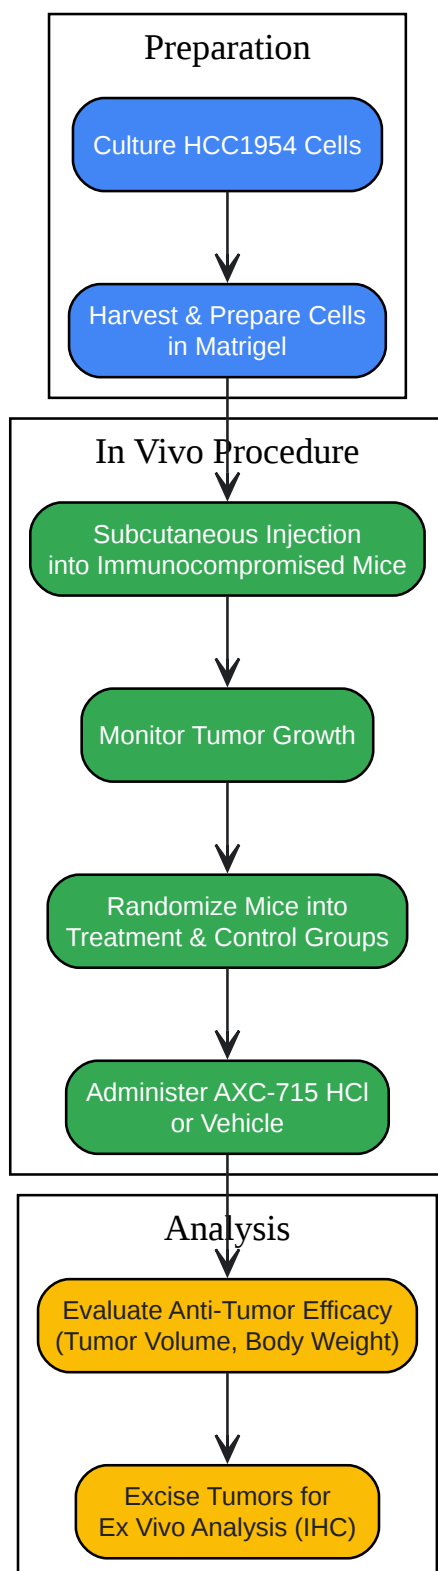 Preparation
Culture HCC1954 Cells
Harvest & Prepare Cells
in Matrigel
In Vivo Procedure
Subcutaneous Injection
into Immunocompromised Mice
Monitor Tumor Growth
Randomize Mice into
Treatment & Control Groups
Administer AXC-715 HCl
or Vehicle
Analysis
Evaluate Anti-Tumor Efficacy
(Tumor Volume, Body Weight)
Excise Tumors for
Ex Vivo Analysis (IHC)